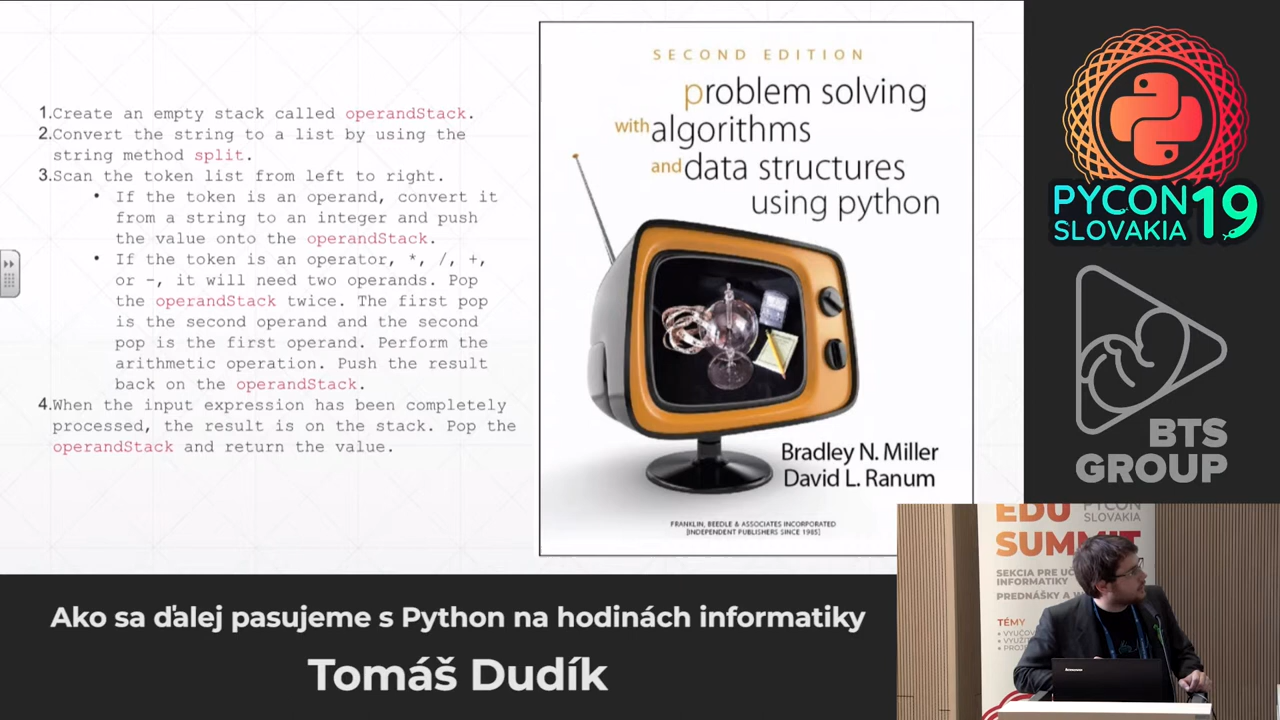 1.Create an empty stack called operandStack.
2.Convert the string to a list by using the
string method split.
3.Scan the token list from left to right.
• If the token is an operand, convert it
from a string to an integer and push
the value onto the operandStack.
• If the token is an operator, *, /, +,
or -, it will need two operands. Pop
the operandStack twice. The first pop
is the second operand and the second
pop is the first operand. Perform the
arithmetic operation. Push the result
back on the operandStack.
4.When the input expression has been completely
processed, the result is on the stack. Pop the
operandStack and return the value.
SECOND EDITION
problem solving
with algorithms
and data structures
using python
Bradley N. Miller
David L. Ranum
FRANKLIN, BEEDLE & ASSOCIATES INCORPORATED
[INDEPENDENT PUBLISHERS SINCE 1985]
PYCON
SLOVAKIA 19
BTS
GROUP
EDU PYCON
SLOVAKIA
SUMMIT
SEKCIA PRE
INFORMATIKY
PREDNÁŠKY A
TÉMY
Lenovo
Ako sa ďalej pasujeme s Python na hodinách informatiky
Tomáš Dudík